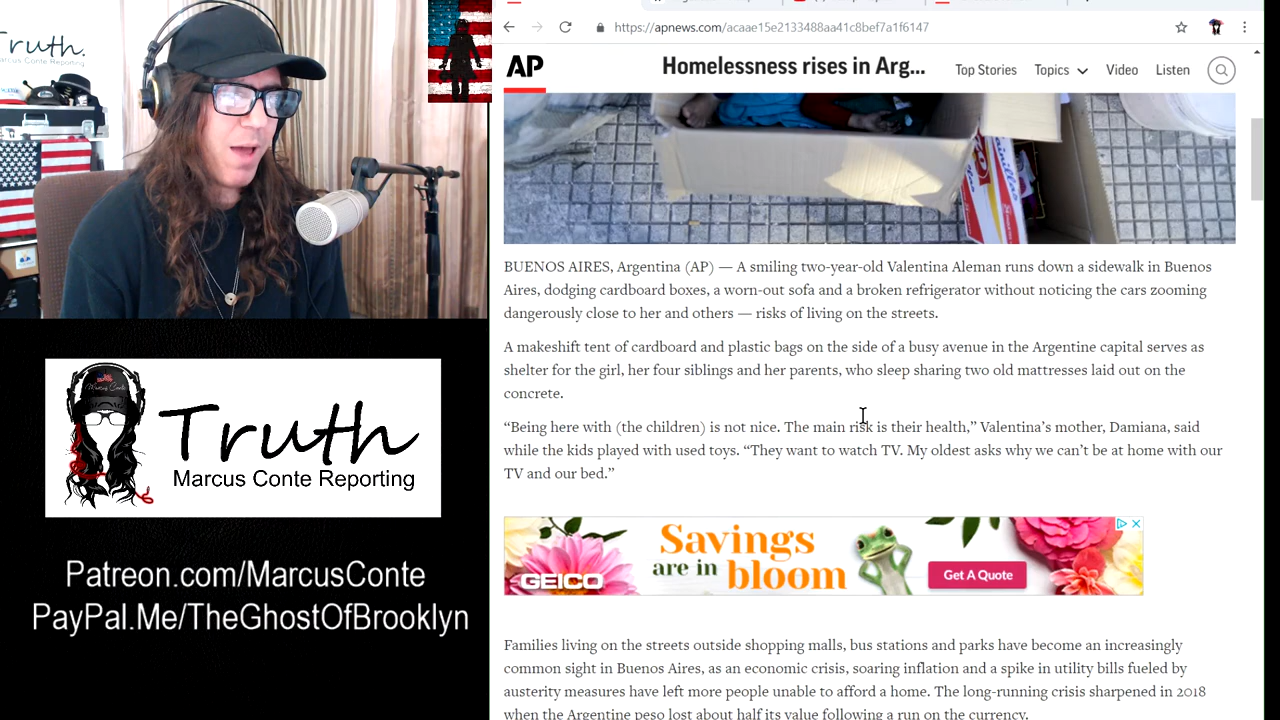 Truth.
Marcus Conte Reporting
https://apnews.com/acaae15e2133488aa41c8bef7a1f6147
AP
Homelessness rises in Arg...
Top Stories
Topics
Video
Listen
BUENOS AIRES, Argentina (AP) — A smiling two-year-old Valentina Aleman runs down a sidewalk in Buenos
Aires, dodging cardboard boxes, a worn-out sofa and a broken refrigerator without noticing the cars zooming
dangerously close to her and others — risks of living on the streets.
A makeshift tent of cardboard and plastic bags on the side of a busy avenue in the Argentine capital serves as
shelter for the girl, her four siblings and her parents, who sleep sharing two old mattresses laid out on the
concrete.
“Being here with (the children) is not nice. The main risk is their health,” Valentina’s mother, Damiana, said
while the kids played with used toys. “They want to watch TV. My oldest asks why we can’t be at home with our
TV and our bed.”
GEICO
Savings
are in bloom
Get A Quote
Families living on the streets outside shopping malls, bus stations and parks have become an increasingly
common sight in Buenos Aires, as an economic crisis, soaring inflation and a spike in utility bills fueled by
austerity measures have left more people unable to afford a home. The long-running crisis sharpened in 2018
when the Argentine peso lost about half its value following a run on the currency.
Truth
Marcus Conte Reporting
Patreon.com/MarcusConte
PayPal.Me/TheGhostOfBrooklyn